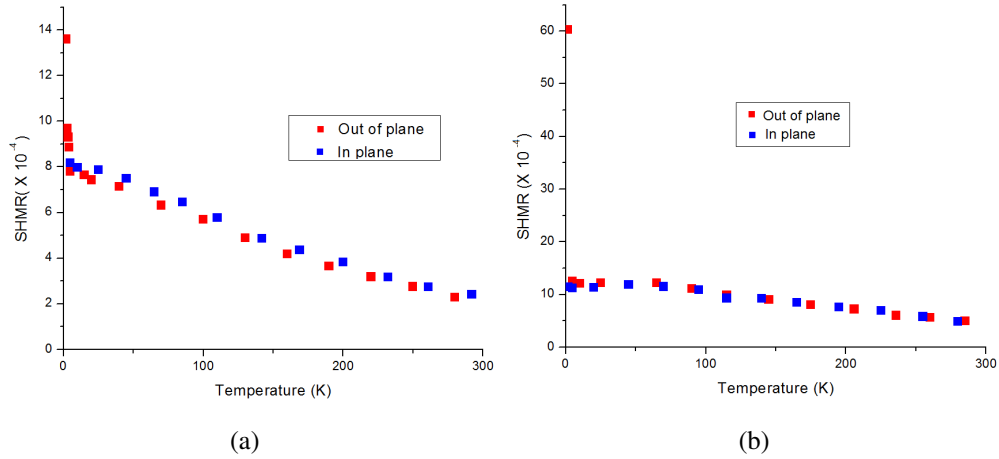 14
12
10
8
6
4
2
0
SHMR( X 10⁻⁴)
Out of plane
In plane
0
100
200
300
Temperature (K)
(a)
60
50
40
30
20
10
0
SHMR (X 10⁻⁴)
Out of plane
In plane
0
100
200
300
Temperature (K)
(b)